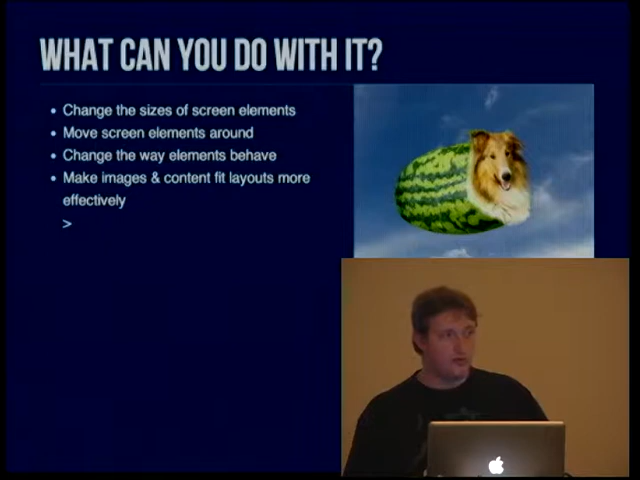 WHAT CAN YOU DO WITH IT?
• Change the sizes of screen elements
• Move screen elements around
• Change the way elements behave
• Make images & content fit layouts more
effectively
>